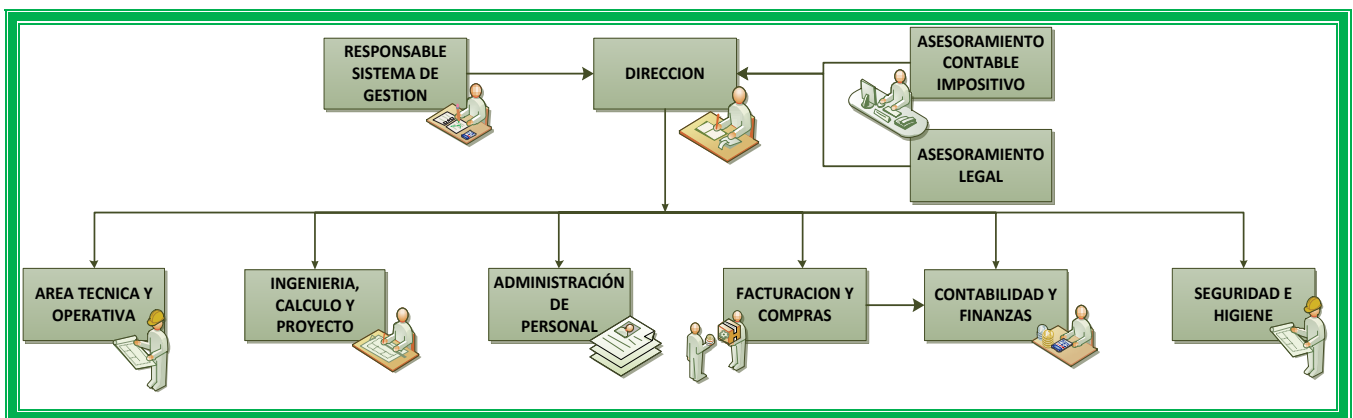 RESPONSABLE
SISTEMA DE
GESTION
DIRECCION
ASESORAMIENTO
CONTABLE
IMPOSITIVO
ASESORAMIENTO
LEGAL
AREA TECNICA Y
OPERATIVA
INGENIERIA,
CALCULO Y
PROYECTO
ADMINISTRACIÓN
DE
PERSONAL
FACTURACION Y
COMPRAS
CONTABILIDAD Y
FINANZAS
SEGURIDAD E
HIGIENE